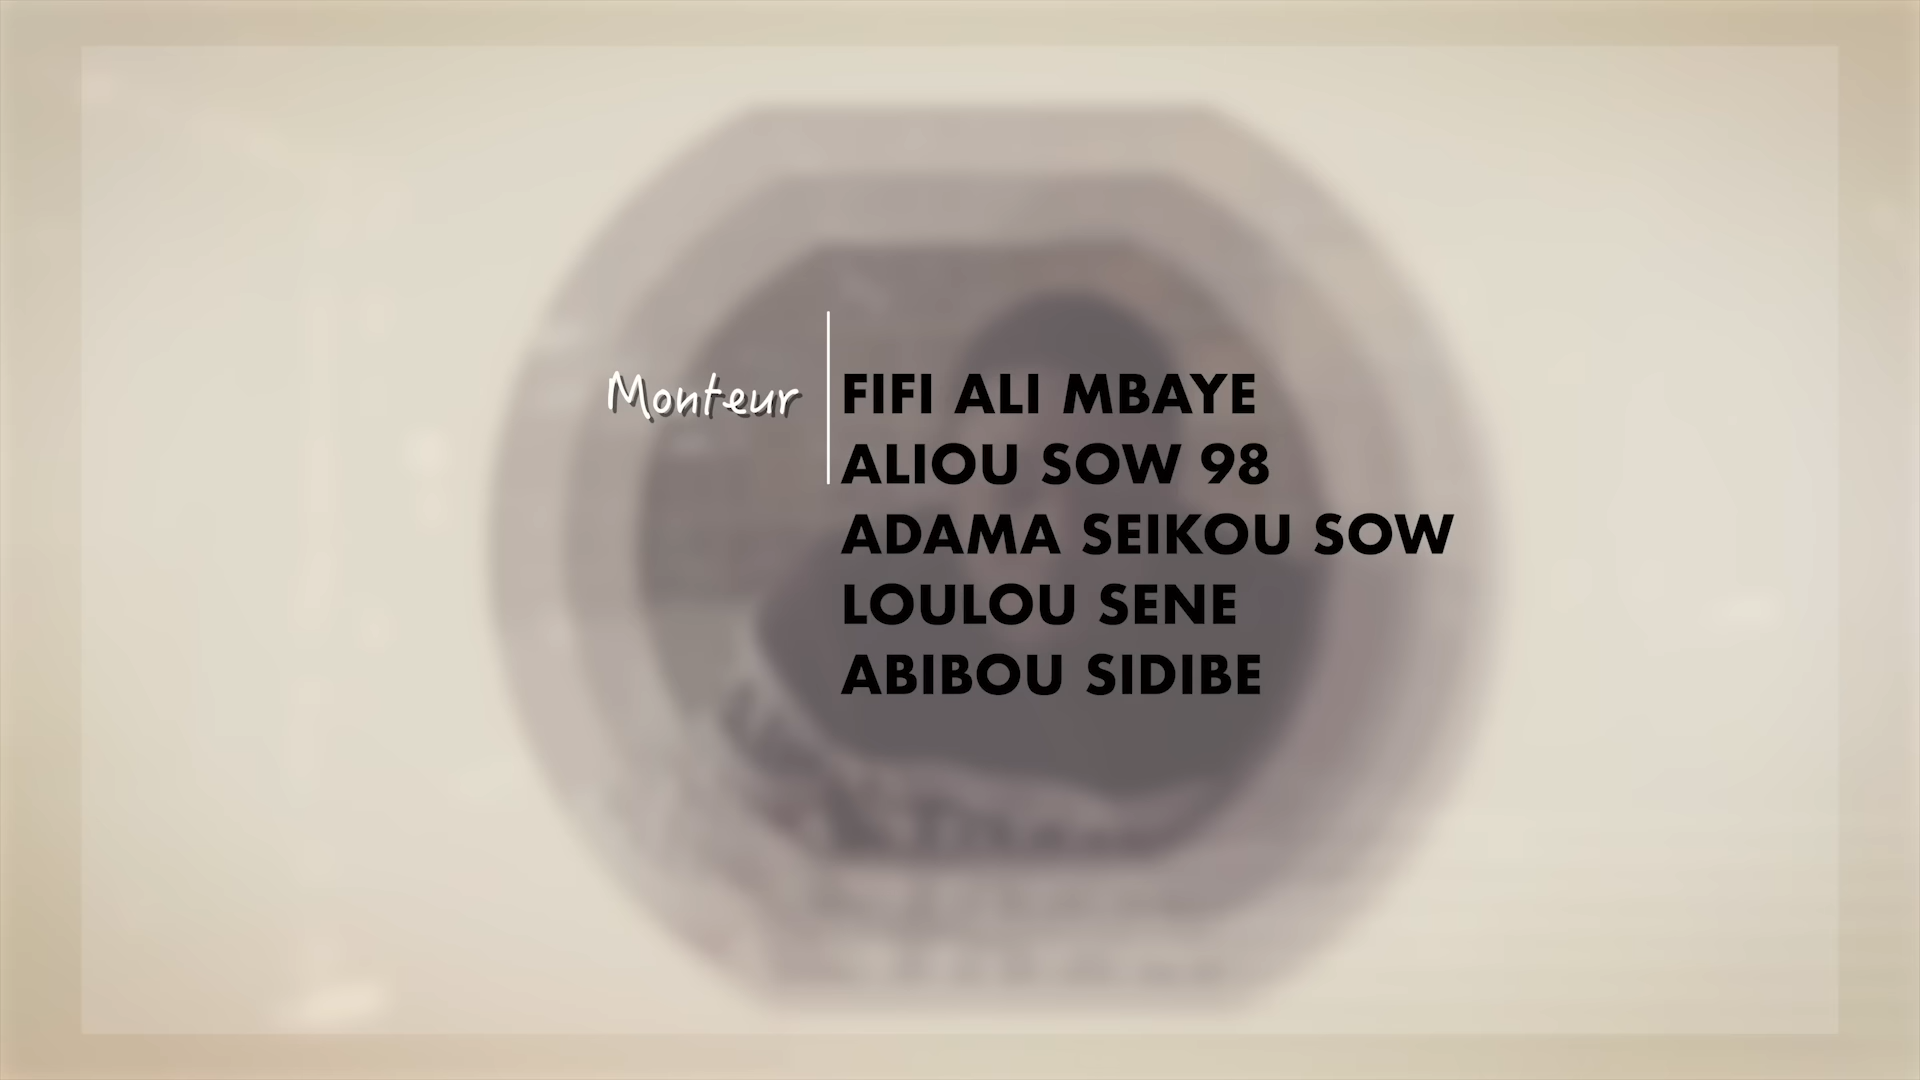 Monteur
FIFI ALI MBAYE
ALIOU SOW 98
ADAMA SEIKOU SOW
LOULOU SENE
ABIBOU SIDIBE